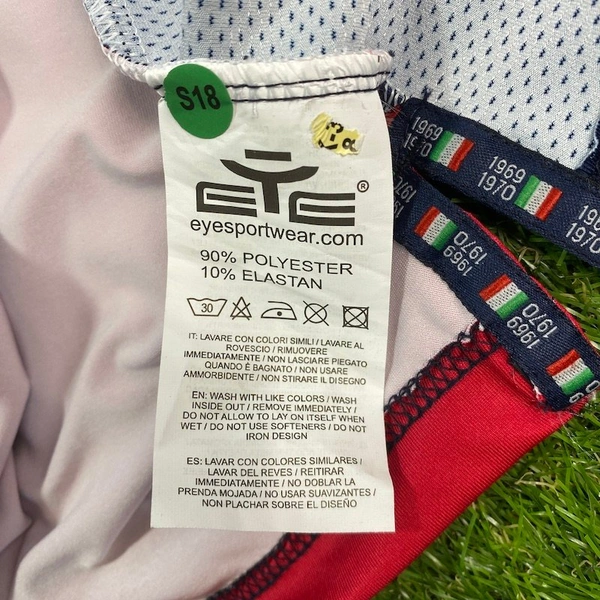 S18
EYE®
eyesportwear.com
90% POLYESTER
10% ELASTAN
30
IT: LAVARE CON COLORI SIMILI / LAVARE AL
ROVESCIO / RIMUOVERE
IMMEDIATAMENTE / NON LASCIARE PIEGATO
QUANDO È BAGNATO / NON USARE
AMMORBIDENTE / NON STIRARE IL DISEGNO
EN: WASH WITH LIKE COLORS / WASH
INSIDE OUT / REMOVE IMMEDIATELY /
DO NOT ALLOW TO LAY ON ITSELF WHEN
WET / DO NOT USE SOFTENERS / DO NOT
IRON DESIGN
ES: LAVAR CON COLORES SIMILARES /
LAVAR DEL REVES / REITIRAR
IMMEDIATAMENTE / NO DOBLAR LA
PRENDA MOJADA / NO USAR SUAVIZANTES /
NON PLACHAR SOBRE EL DISEÑO
1969
1970
1969
1970
1969
1970
1969
1970